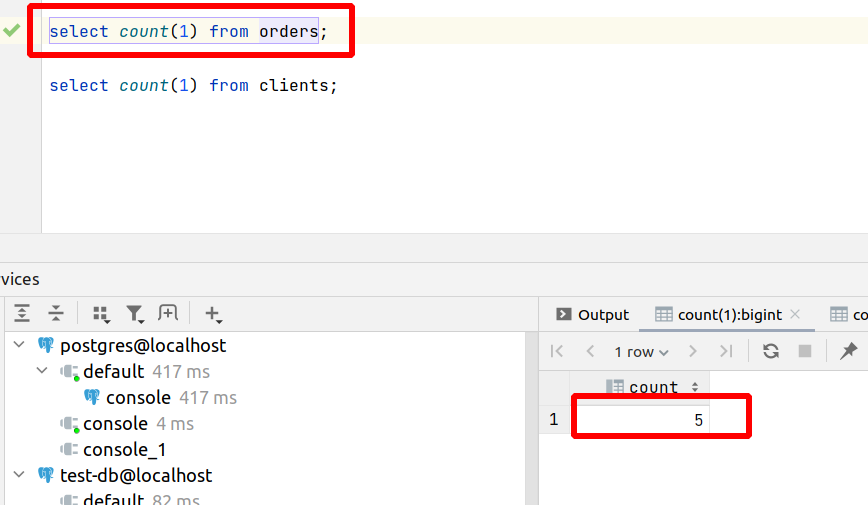 select count(1) from orders;
select count(1) from clients;
vices
Output count(1):bigint co
1 row
postgres@localhost
default 417 ms
console 417 ms
console 4 ms
console_1
test-db@localhost
default 82 ms
count
1 5